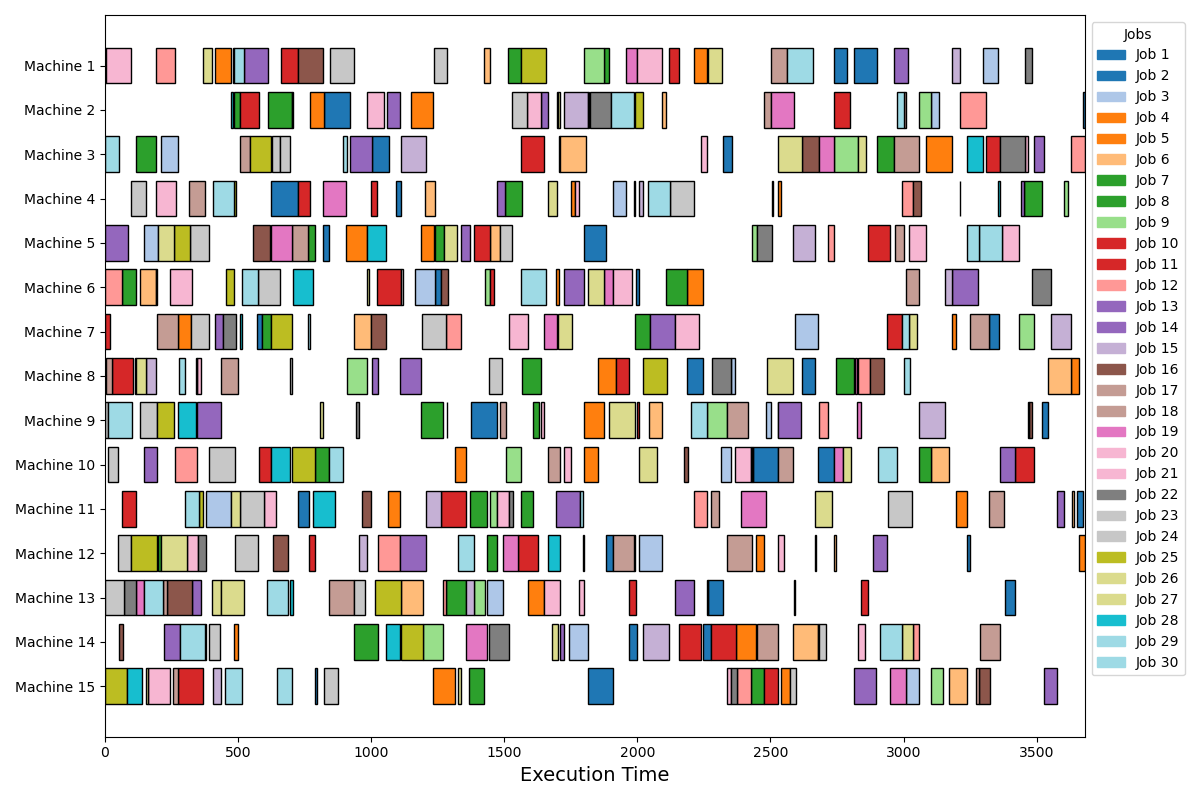 Machine 1
Machine 2
Machine 3
Machine 4
Machine 5
Machine 6
Machine 7
Machine 8
Machine 9
Machine 10
Machine 11
Machine 12
Machine 13
Machine 14
Machine 15
0 500 1000 1500 2000 2500 3000 3500
Execution Time
Jobs
Job 1
Job 2
Job 3
Job 4
Job 5
Job 6
Job 7
Job 8
Job 9
Job 10
Job 11
Job 12
Job 13
Job 14
Job 15
Job 16
Job 17
Job 18
Job 19
Job 20
Job 21
Job 22
Job 23
Job 24
Job 25
Job 26
Job 27
Job 28
Job 29
Job 30